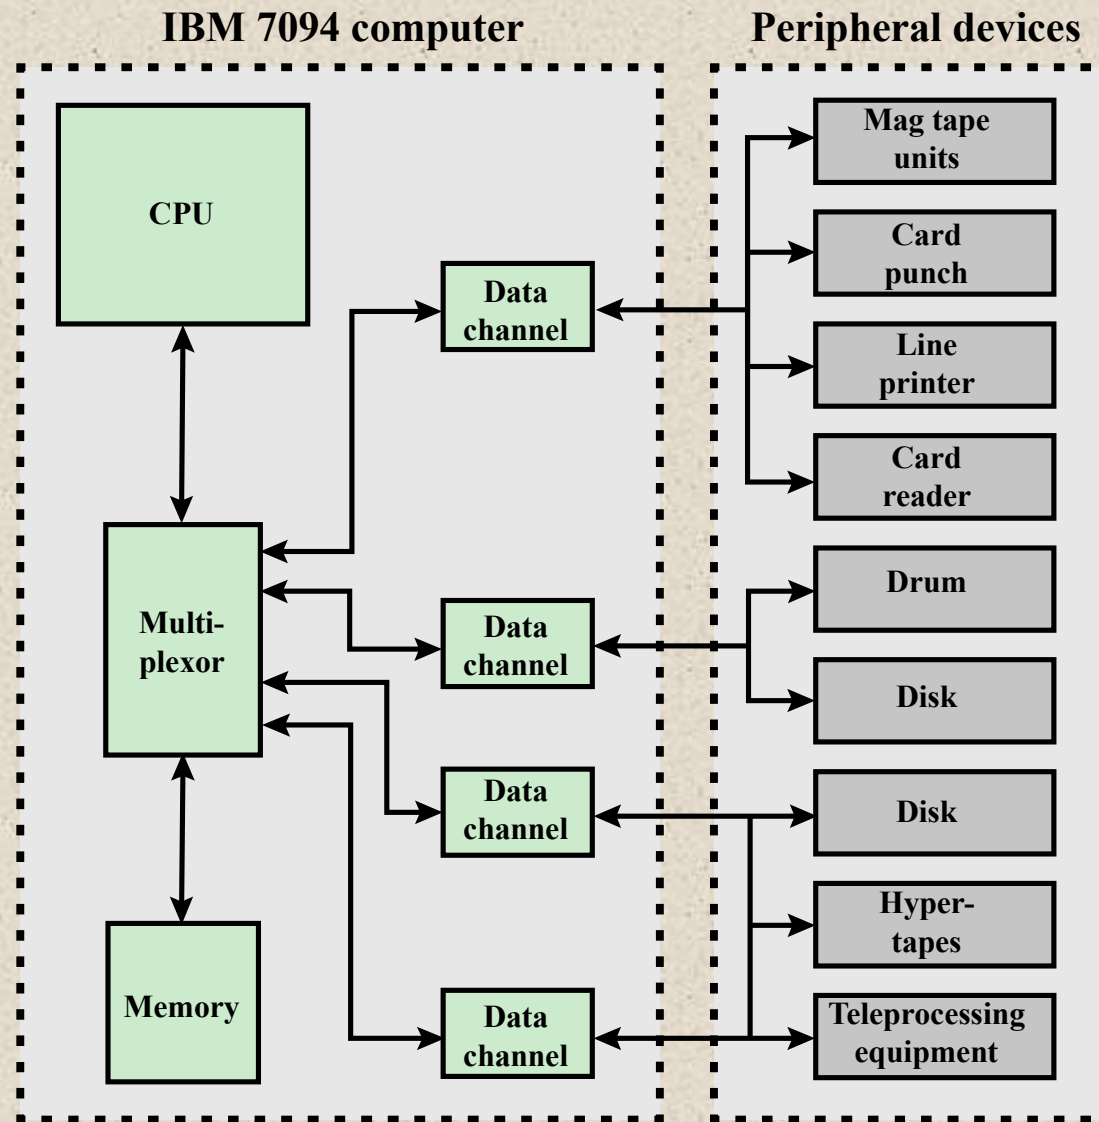 IBM 7094 computer
Peripheral devices
CPU
Multi-
plexor
Memory
Data
channel
Data
channel
Data
channel
Data
channel
Mag tape
units
Card
punch
Line
printer
Card
reader
Drum
Disk
Disk
Hyper-
tapes
Teleprocessing
equipment